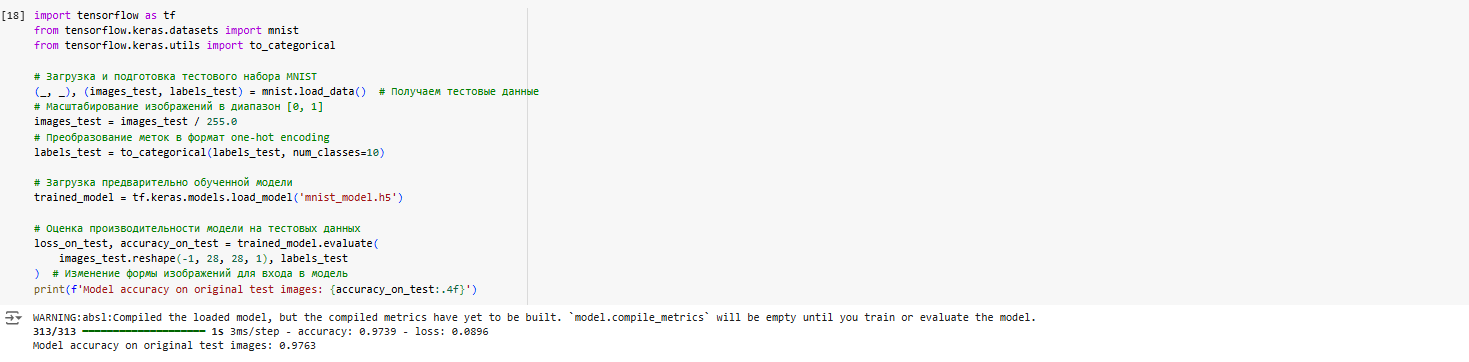 [18] import tensorflow as tf
from tensorflow.keras.datasets import mnist
from tensorflow.keras.utils import to_categorical
# Загрузка и подготовка тестового набора MNIST
(_, _), (images_test, labels_test) = mnist.load_data()  # Получаем тестовые данные
# Масштабирование изображений в диапазон [0, 1]
images_test = images_test / 255.0
# Преобразование меток в формат one-hot encoding
labels_test = to_categorical(labels_test, num_classes=10)
# Загрузка предварительно обученной модели
trained_model = tf.keras.models.load_model('mnist_model.h5')
# Оценка производительности модели на тестовых данных
loss_on_test, accuracy_on_test = trained_model.evaluate(
    images_test.reshape(-1, 28, 28, 1), labels_test
)  # Изменение формы изображений для входа в модель
print(f'Model accuracy on original test images: {accuracy_on_test:.4f}')
WARNING:absl:Compiled the loaded model, but the compiled metrics have yet to be built. `model.compile_metrics` will be empty until you train or evaluate the model.
313/313 ━━━━━━━━━━━━━━━━━━━━ 1s 3ms/step - accuracy: 0.9739 - loss: 0.0896
Model accuracy on original test images: 0.9763